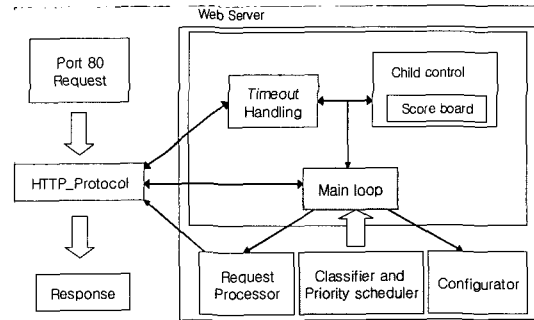 Web Server
Port 80
Request
Timeout
Handling
Child control
Score board
HTTP_Protocol
Main loop
Response
Request
Processor
Classifier and
Priority scheduler
Configurator